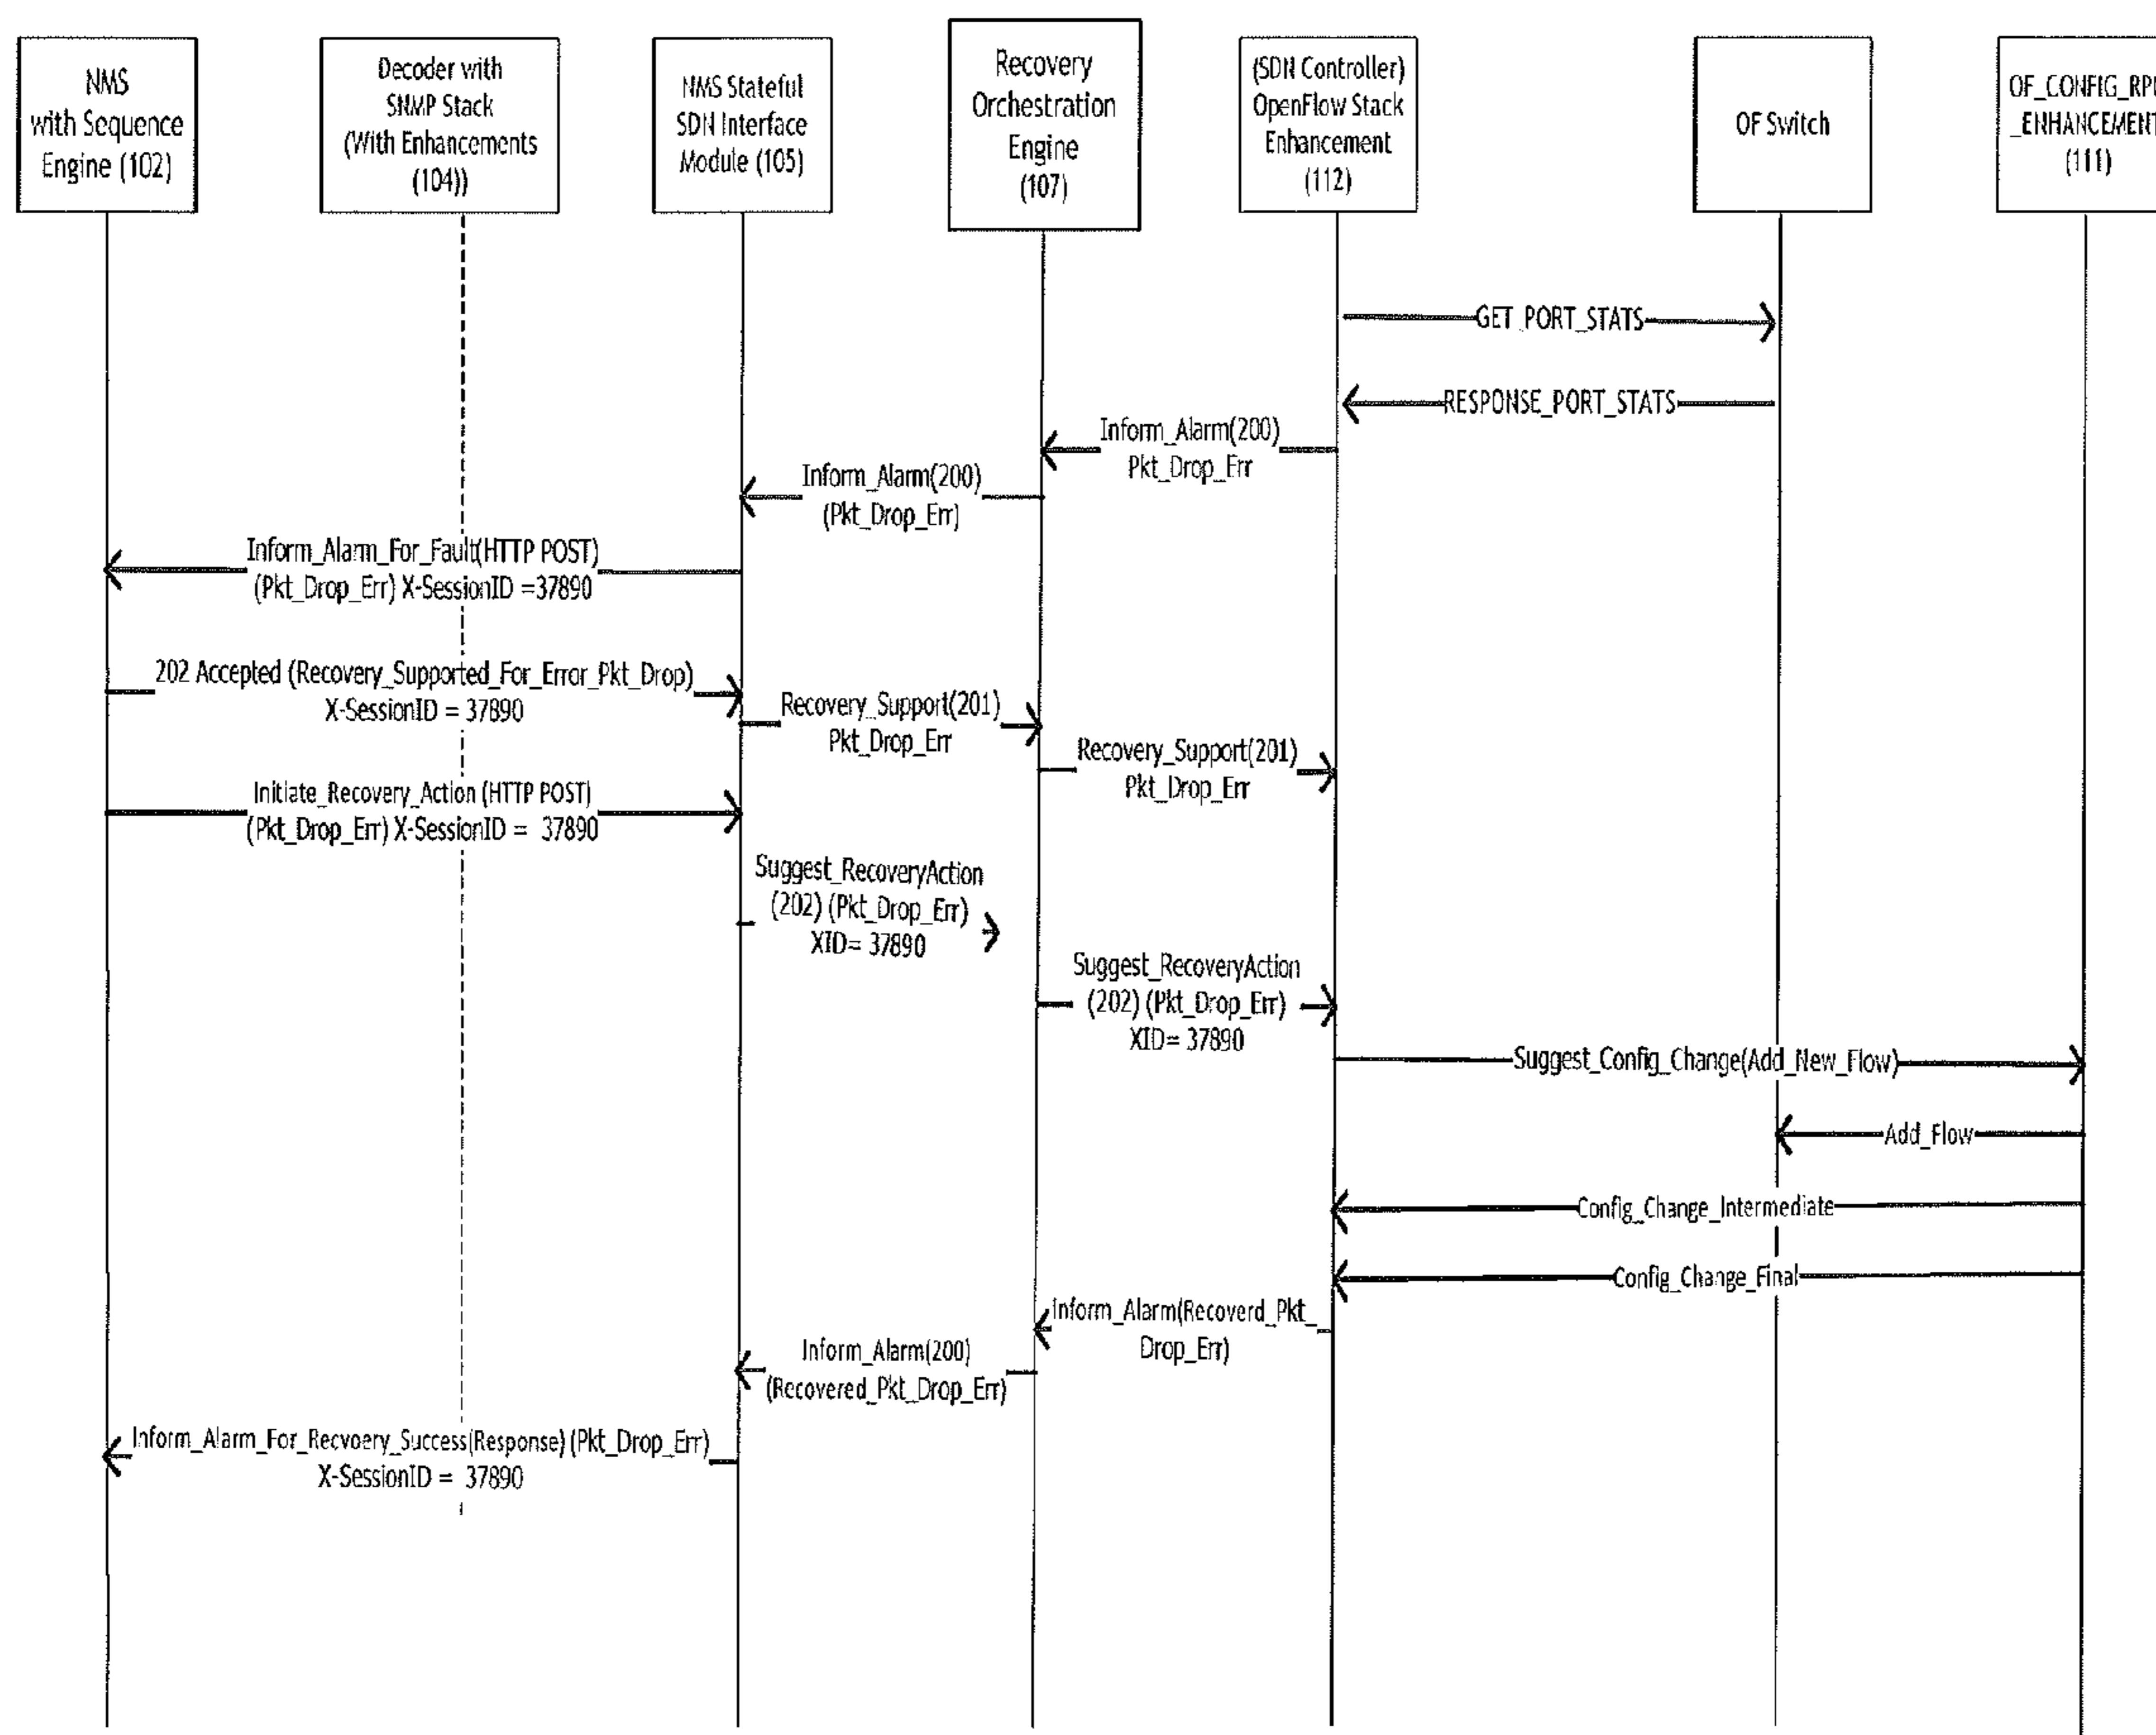 NMS
with Sequence
Engine (102)
Decoder with
SNMP Stack
(With Enhancements
(104))
NMS Stateful
SDN Interface
Module (105)
Recovery
Orchestration
Engine
(107)
(SDN Controller)
OpenFlow Stack
Enhancement
(112)
OF Switch
OF_CONFIG_RP
_ENHANCEMENT
(111)
GET_PORT_STATS
RESPONSE_PORT_STATS
Inform_Alarm(200)
Pkt_Drop_Err
Inform_Alarm(200)
(Pkt_Drop_Err)
Inform_Alarm_For_Fault(HTTP POST)
(Pkt_Drop_Err) X-SessionID =37890
202 Accepted (Recovery_Supported_For_Error_Pkt_Drop)
X-SessionID = 37890
Recovery_Support(201)
Pkt_Drop_Err
Recovery_Support(201)
Pkt_Drop_Err
Initiate_Recovery_Action (HTTP POST)
(Pkt_Drop_Err) X-SessionID = 37890
Suggest_RecoveryAction
(202) (Pkt_Drop_Err)
XID= 37890
Suggest_RecoveryAction
(202) (Pkt_Drop_Err)
XID= 37890
Suggest_Config_Change(Add_New_Flow)
Add_Flow
Config_Change_Intermediate
Config_Change_Final
Inform_Alarm(Recoverd_Pkt_
Drop_Err)
Inform_Alarm(200)
(Recovered_Pkt_Drop_Err)
Inform_Alarm_For_Recvoery_Success(Response) (Pkt_Drop_Err)
X-SessionID = 37890